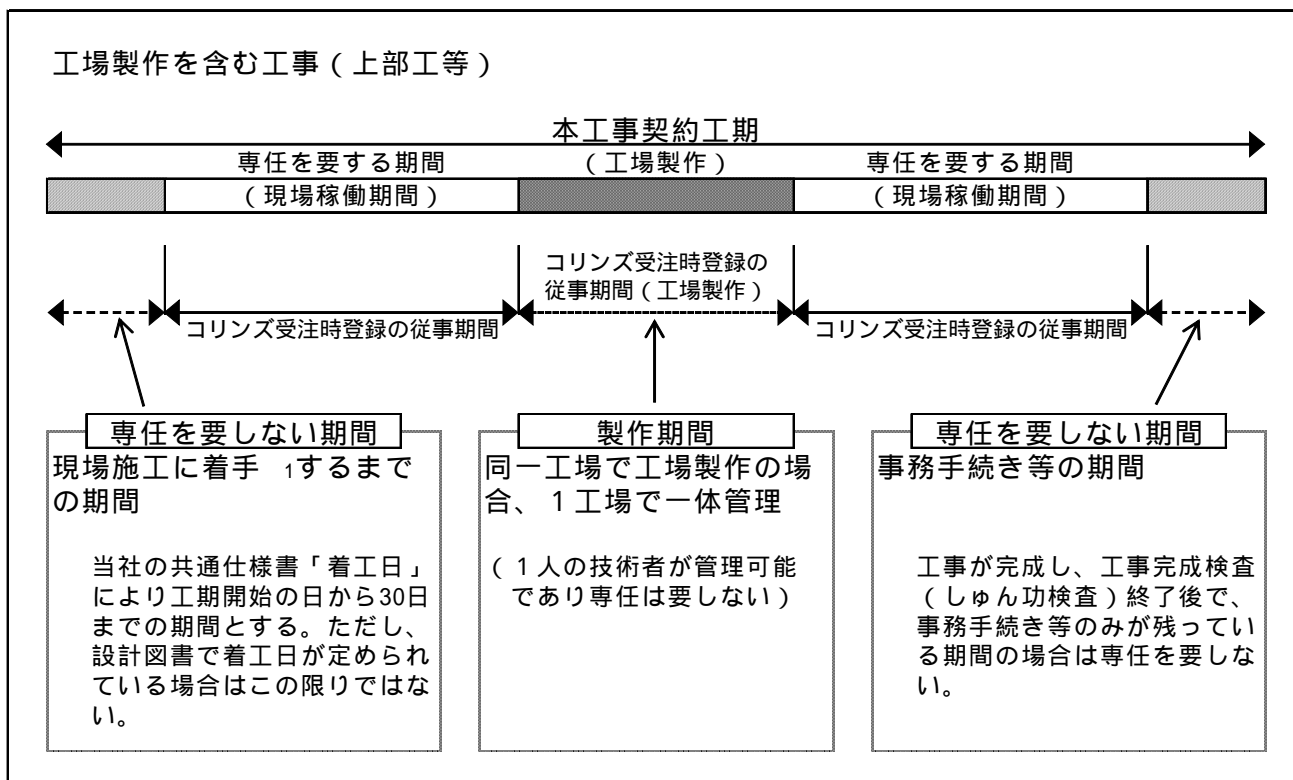 工場製作を含む工事（上部工等）
本工事契約工期
専任を要する期間
（工場製作）
専任を要する期間
（現場稼働期間）
（現場稼働期間）
コリンズ受注時登録の
従事期間（工場製作）
コリンズ受注時登録の従事期間
コリンズ受注時登録の従事期間
専任を要しない期間
現場施工に着手 1するまで
の期間
当社の共通仕様書「着工日」
により工期開始の日から30日
までの期間とする。ただし、
設計図書で着工日が定められ
ている場合はこの限りではな
い。
製作期間
同一工場で工場製作の場
合、１工場で一体管理
（１人の技術者が管理可能
であり専任は要しない）
専任を要しない期間
事務手続き等の期間
工事が完成し、工事完成検査
（しゅん功検査）終了後で、
事務手続き等のみが残ってい
る期間の場合は専任を要しな
い。